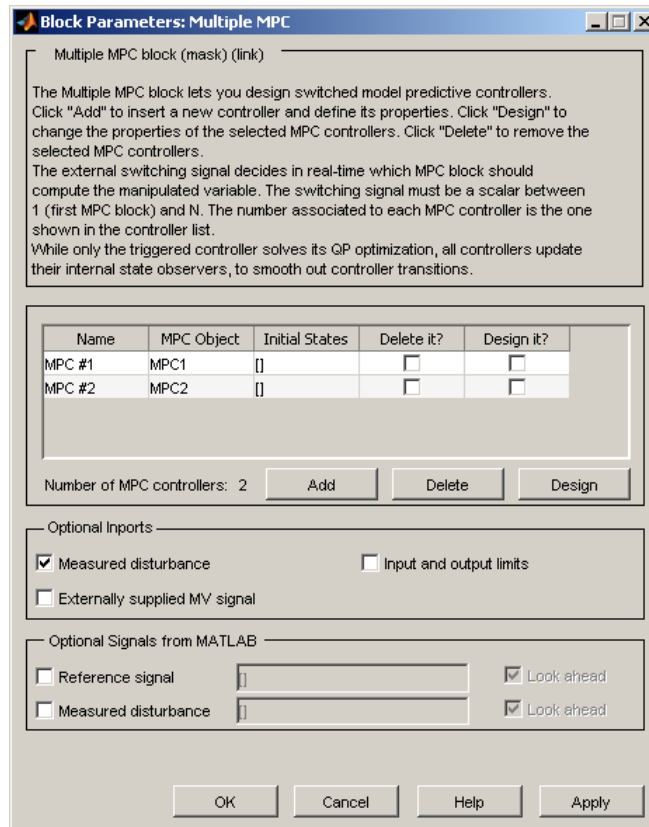 Block Parameters: Multiple MPC
Multiple MPC block (mask) (link)
The Multiple MPC block lets you design switched model predictive controllers.
Click "Add" to insert a new controller and define its properties. Click "Design" to
change the properties of the selected MPC controllers. Click "Delete" to remove the
selected MPC controllers.
The external switching signal decides in real-time which MPC block should
compute the manipulated variable. The switching signal must be a scalar between
1 (first MPC block) and N. The number associated to each MPC controller is the one
shown in the controller list.
While only the triggered controller solves its QP optimization, all controllers update
their internal state observers, to smooth out controller transitions.
Name MPC Object Initial States Delete it? Design it?
MPC #1 MPC1 []
MPC #2 MPC2 []
Number of MPC controllers: 2 Add Delete Design
Optional Inports
Measured disturbance Input and output limits
Externally supplied MV signal
Optional Signals from MATLAB
Reference signal [] Look ahead
Measured disturbance [] Look ahead
OK Cancel Help Apply